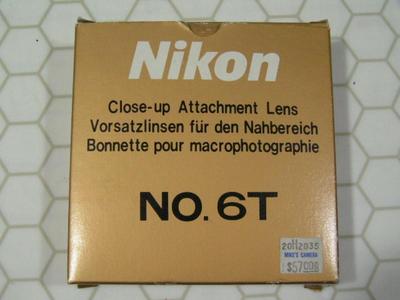 Nikon
Close-up Attachment Lens
Vorsatzlinsen für den Nahbereich
Bonnette pour macrophotographie
NO. 6T
MIKE'S CAMERA